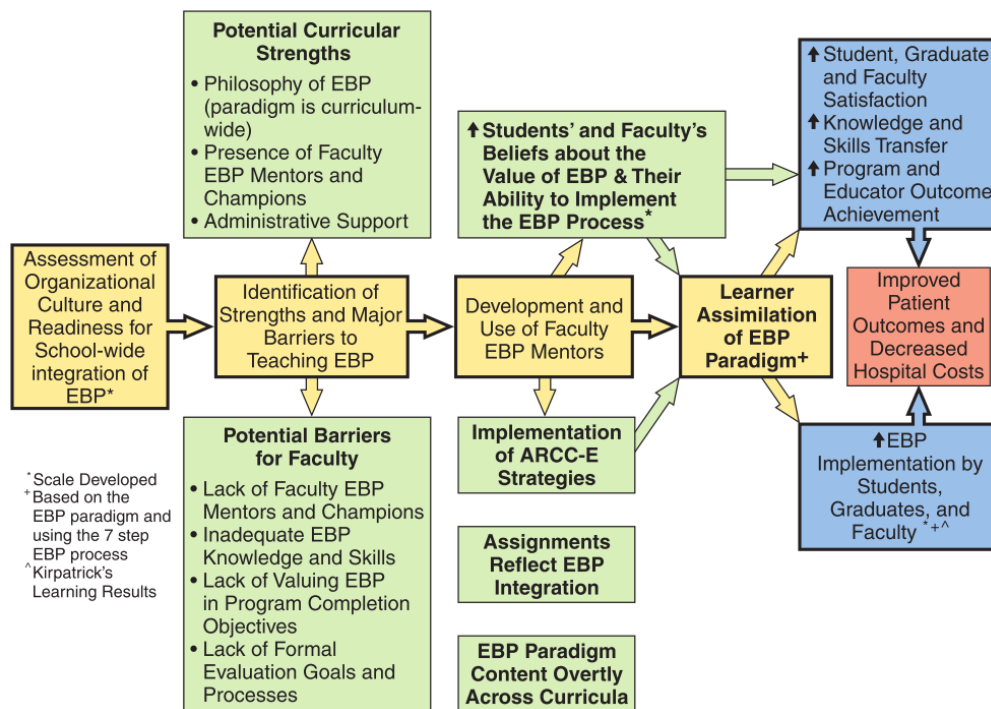 Potential Curricular
Strengths
• Philosophy of EBP
(paradigm is curriculum-
wide)
• Presence of Faculty
EBP Mentors and
Champions
• Administrative Support
Students' and Faculty's
Beliefs about the
Value of EBP & Their
Ability to Implement
the EBP Process*
Student, Graduate
and Faculty
Satisfaction
Knowledge and
Skills Transfer
Program and
Educator Outcome
Achievement
Assessment of
Organizational
Culture and
Readiness for
School-wide
integration of
EBP*
Identification of
Strengths and Major
Barriers to
Teaching EBP
Development and
Use of Faculty
EBP Mentors
Learner
Assimilation
of EBP
Paradigm+
Improved
Patient
Outcomes and
Decreased
Hospital Costs
Potential Barriers
for Faculty
• Lack of Faculty EBP
Mentors and Champions
• Inadequate EBP
Knowledge and Skills
• Lack of Valuing EBP
in Program Completion
Objectives
• Lack of Formal
Evaluation Goals and
Processes
Implementation
of ARCC-E
Strategies
Assignments
Reflect EBP
Integration
EBP Paradigm
Content Overtly
Across Curricula
EBP
Implementation by
Students,
Graduates, and
Faculty *+^
*Scale Developed
+Based on the
EBP paradigm and
using the 7 step
EBP process
^Kirpatrick's
Learning Results